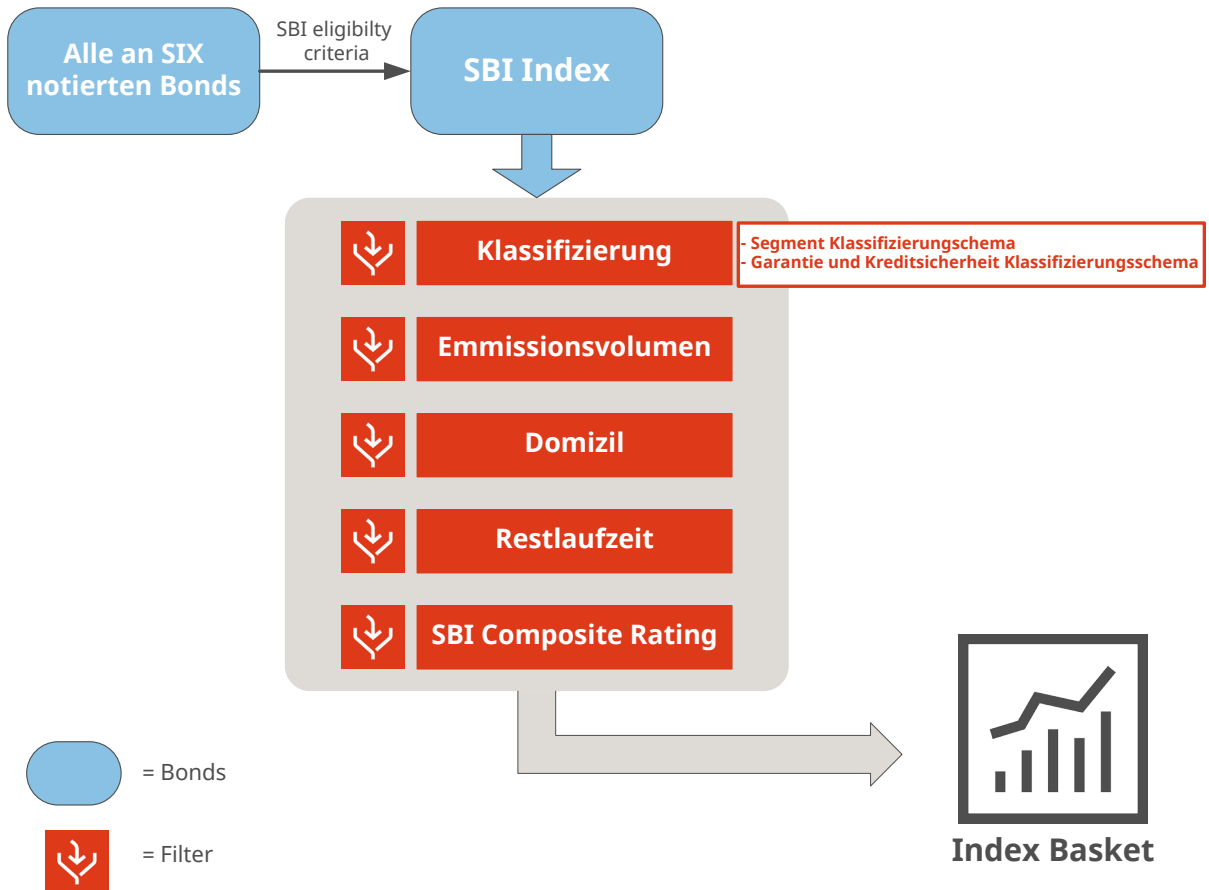 Alle an SIX
notierten Bonds
SBI eligibilty
criteria
SBI Index
Klassifizierung
- Segment Klassifizierungschema
- Garantie und Kreditsicherheit Klassifizierungsschema
Emmissionsvolumen
Domizil
Restlaufzeit
SBI Composite Rating
= Bonds
= Filter
Index Basket